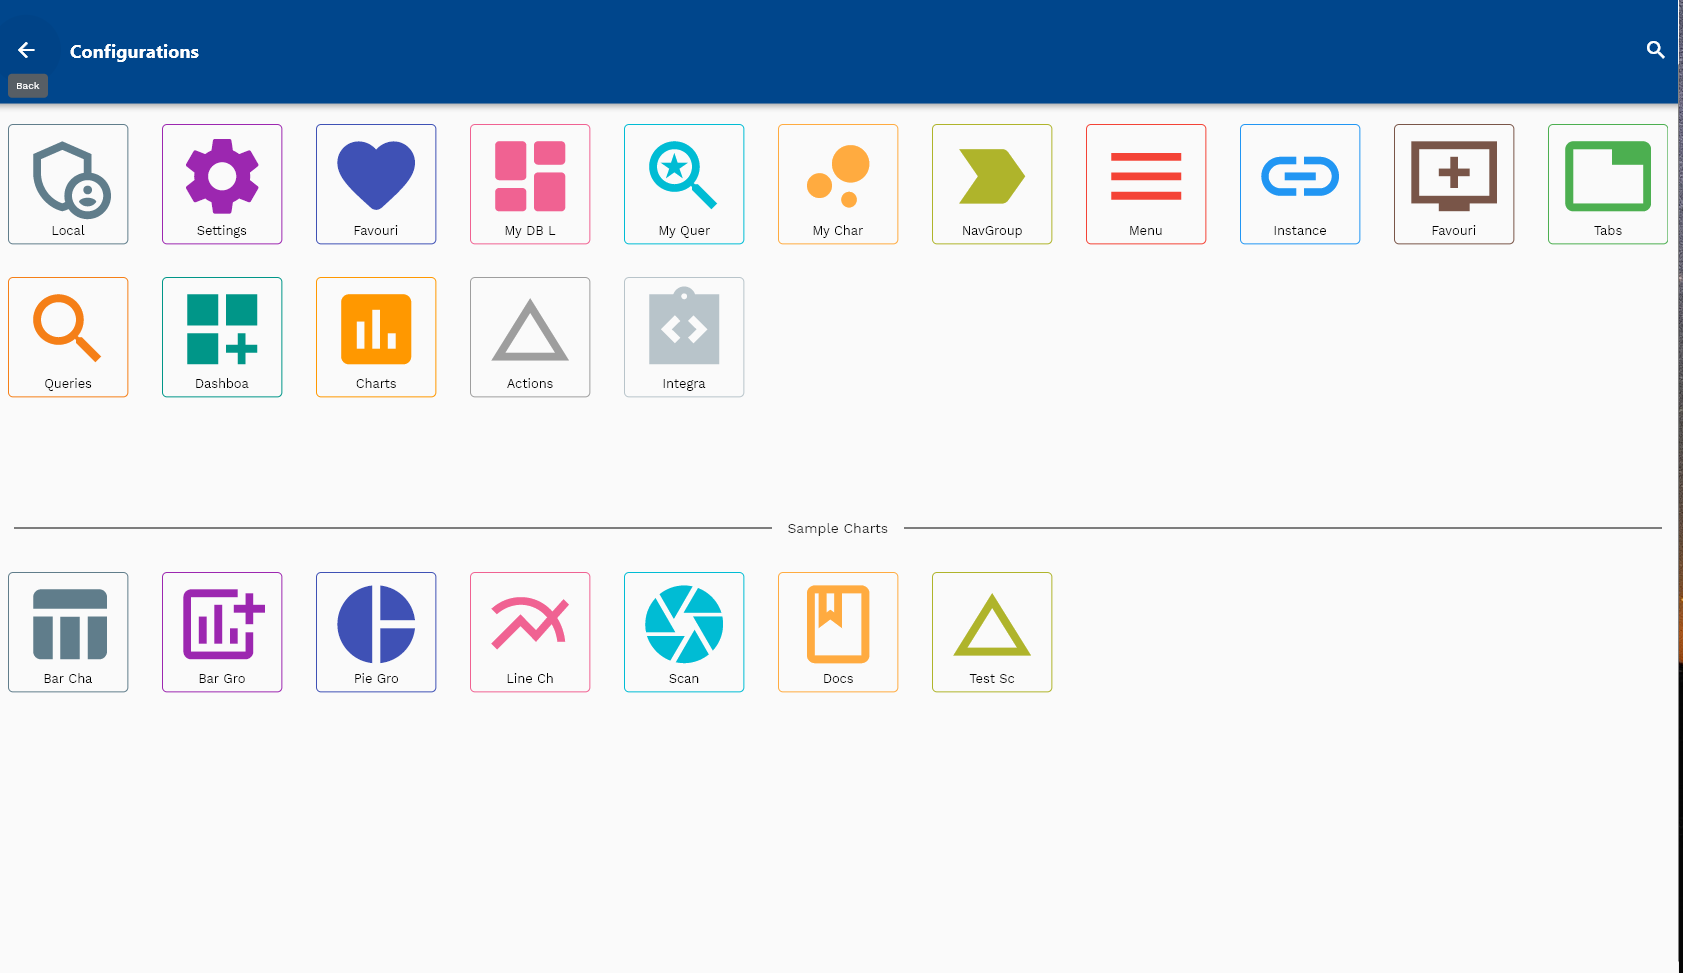 Configurations
Back
Local Settings Favouri My DB L My Quer My Char NavGroup Menu Instance Favouri Tabs
Queries Dashboa Charts Actions Integra
Sample Charts
Bar Cha Bar Gro Pie Gro Line Ch Scan Docs Test Sc